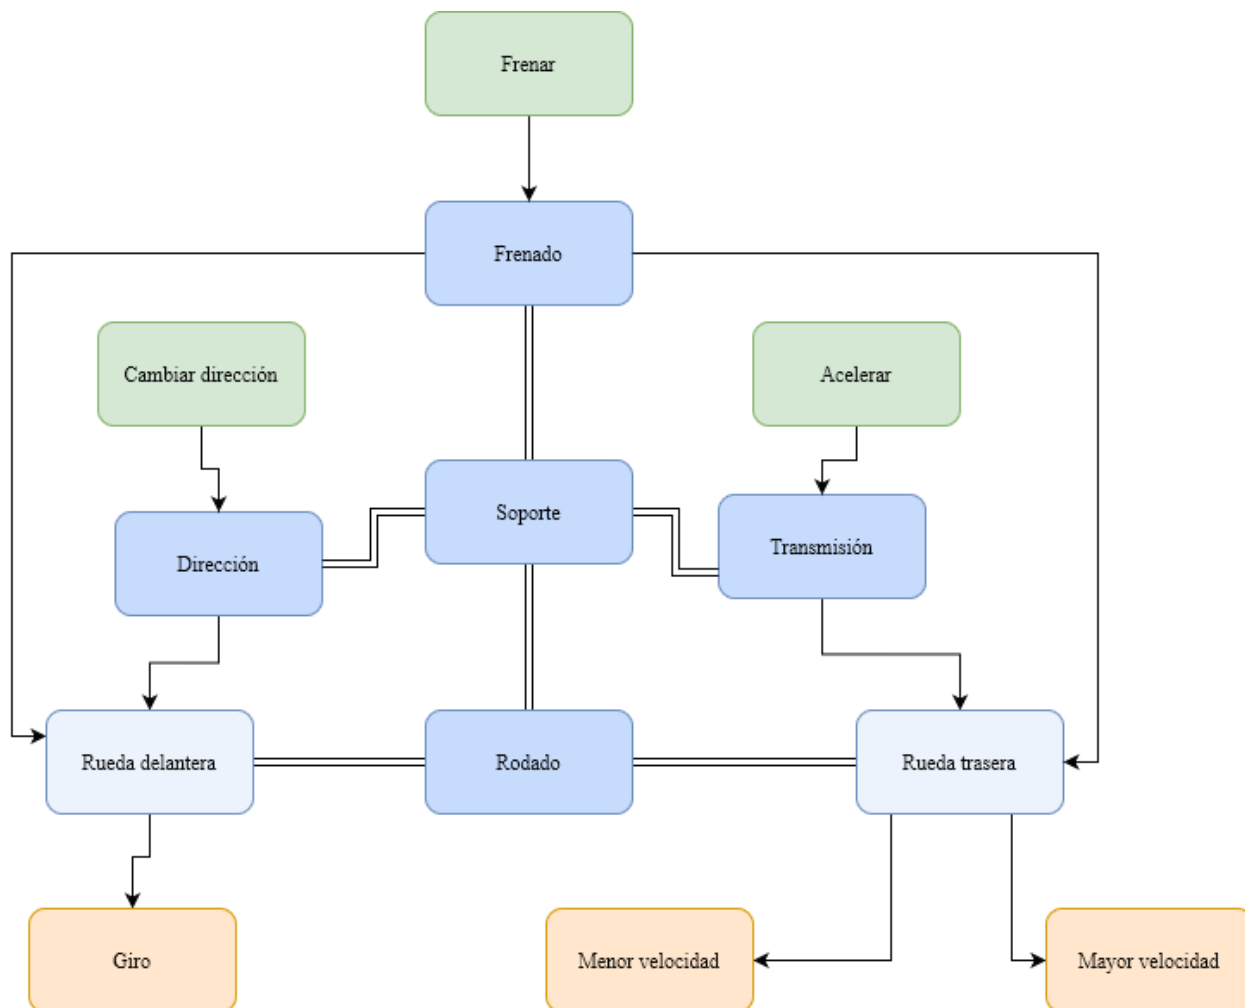 Frenar
Frenado
Cambiar dirección
Acelerar
Soporte
Transmisión
Dirección
Rueda delantera
Rodado
Rueda trasera
Giro
Menor velocidad
Mayor velocidad